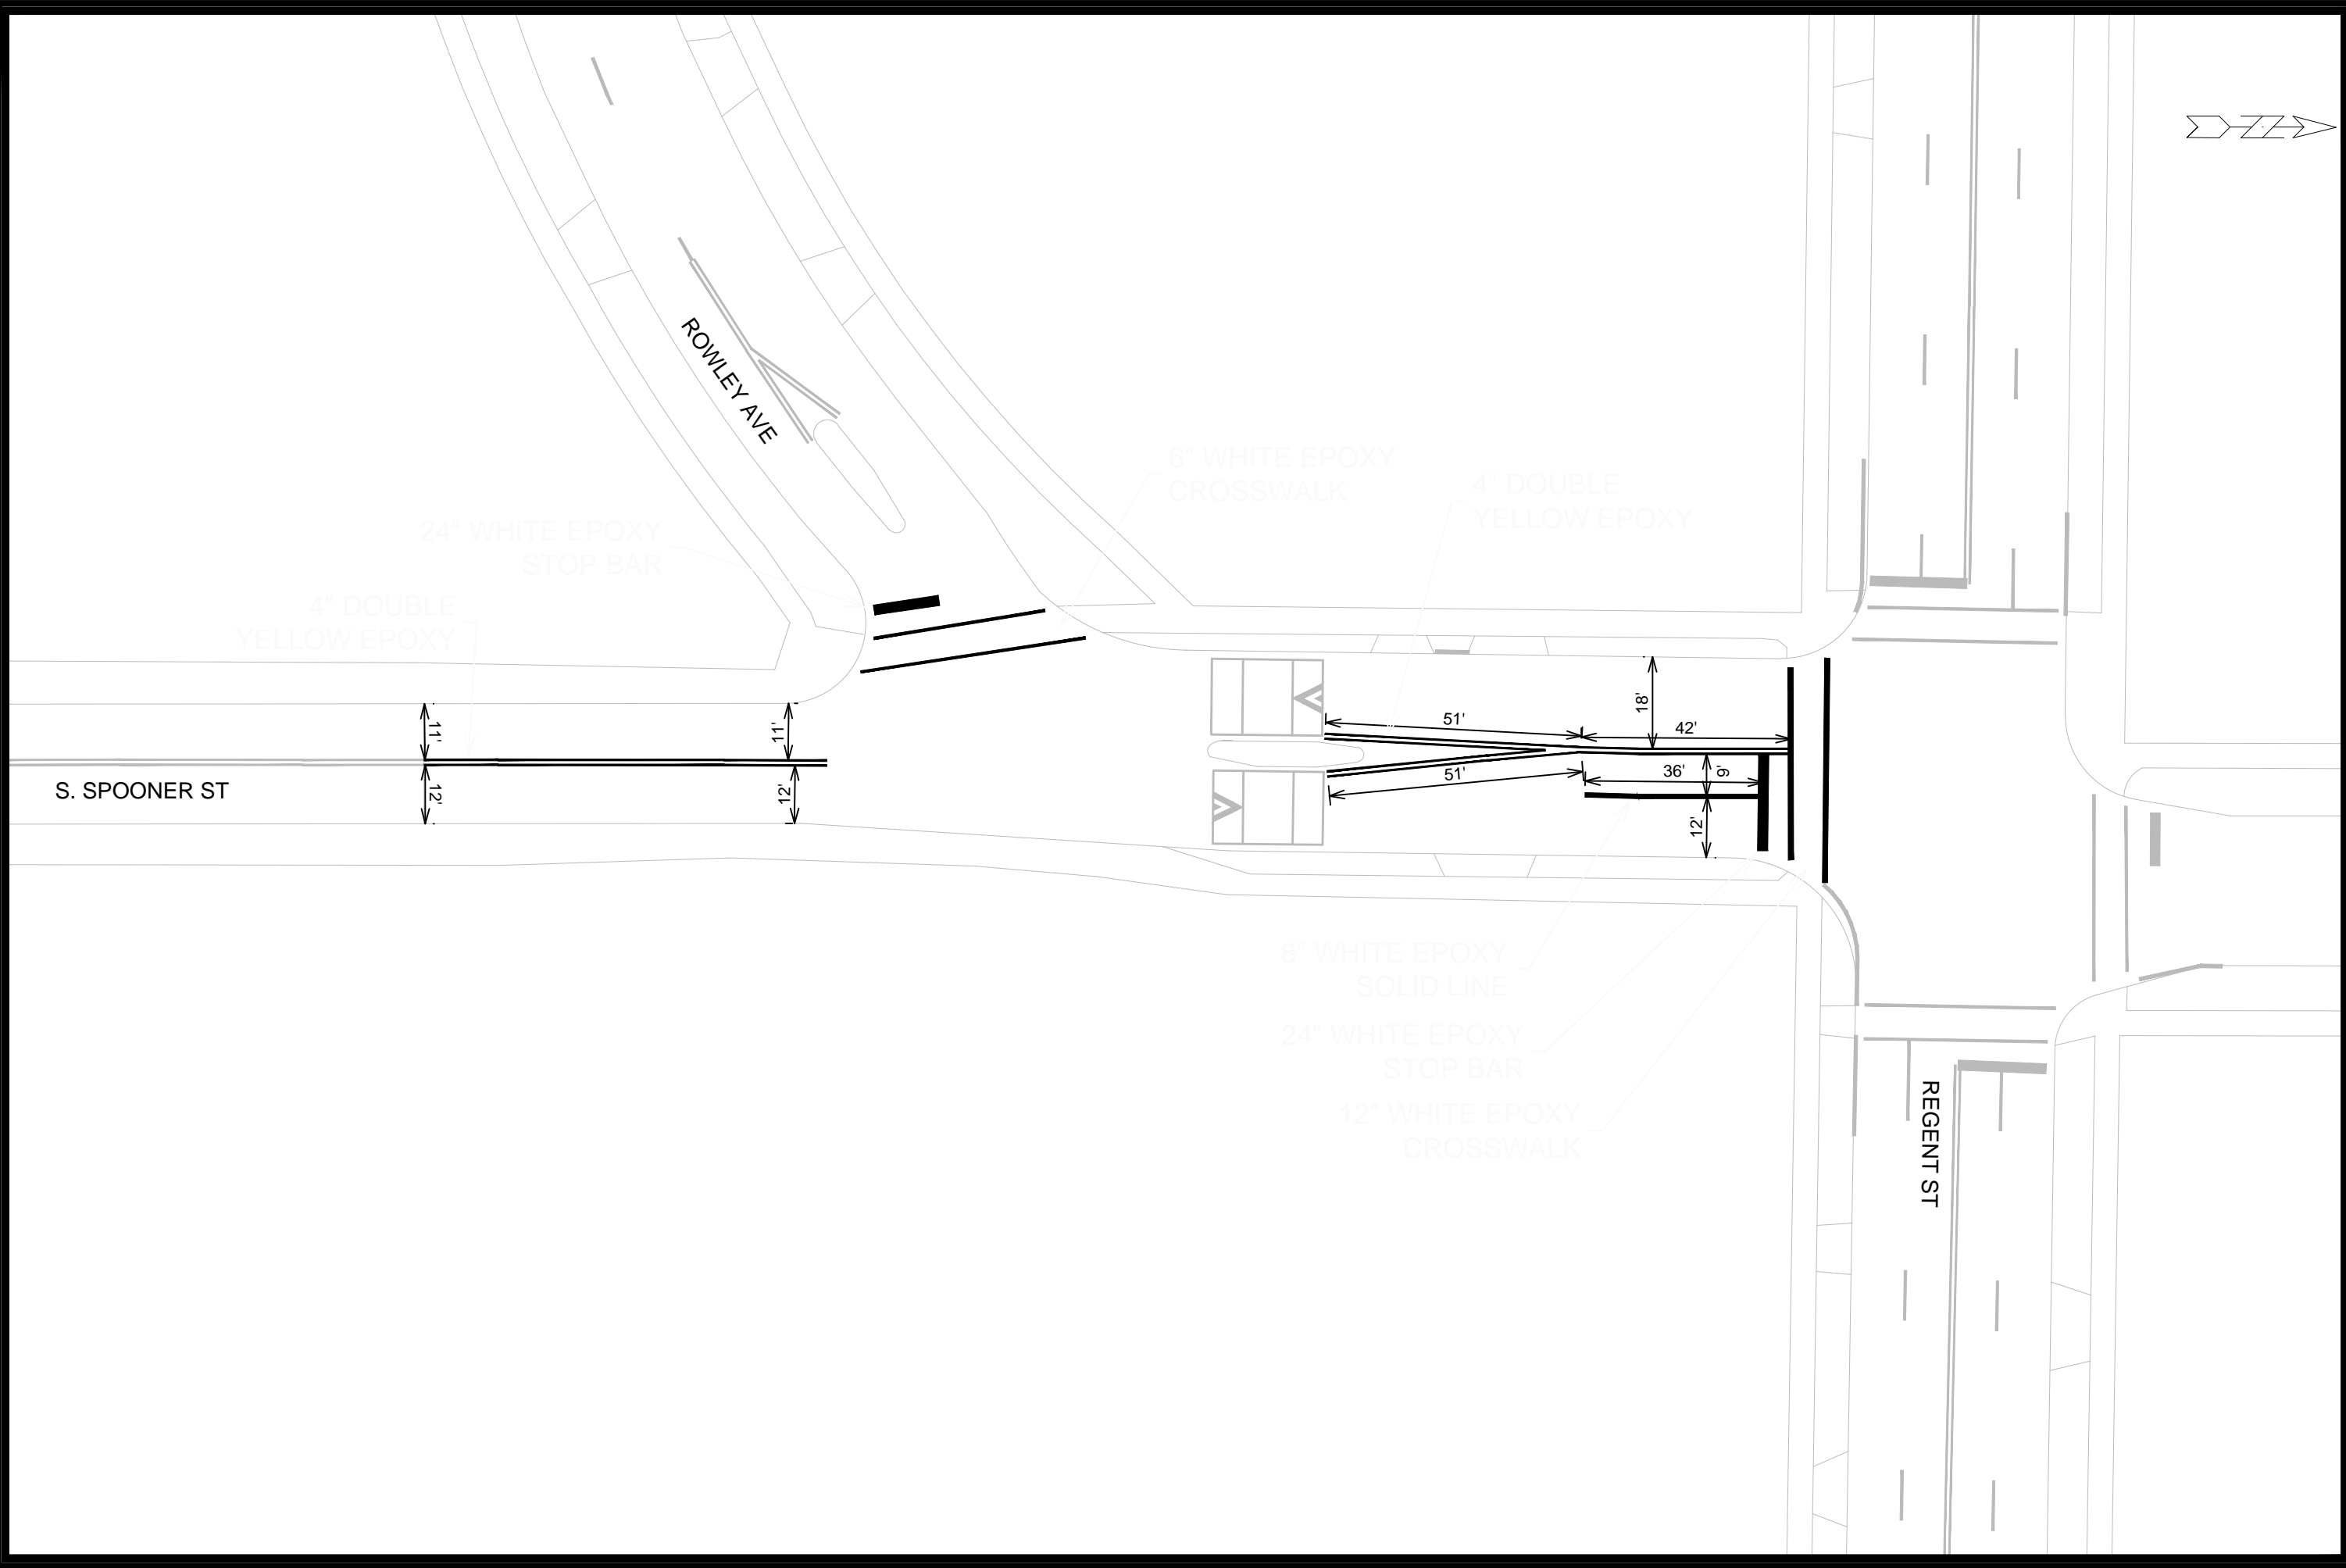 N
ROWLEY AVE
6" WHITE EPOXY
CROSSWALK
4" DOUBLE
YELLOW EPOXY
24" WHITE EPOXY
STOP BAR
4" DOUBLE
YELLOW EPOXY
11'
11'
18'
51'
42'
S. SPOONER ST
12'
12'
51'
36'
9'
12'
8" WHITE EPOXY
SOLID LINE
24" WHITE EPOXY
STOP BAR
12" WHITE EPOXY
CROSSWALK
REGENT ST